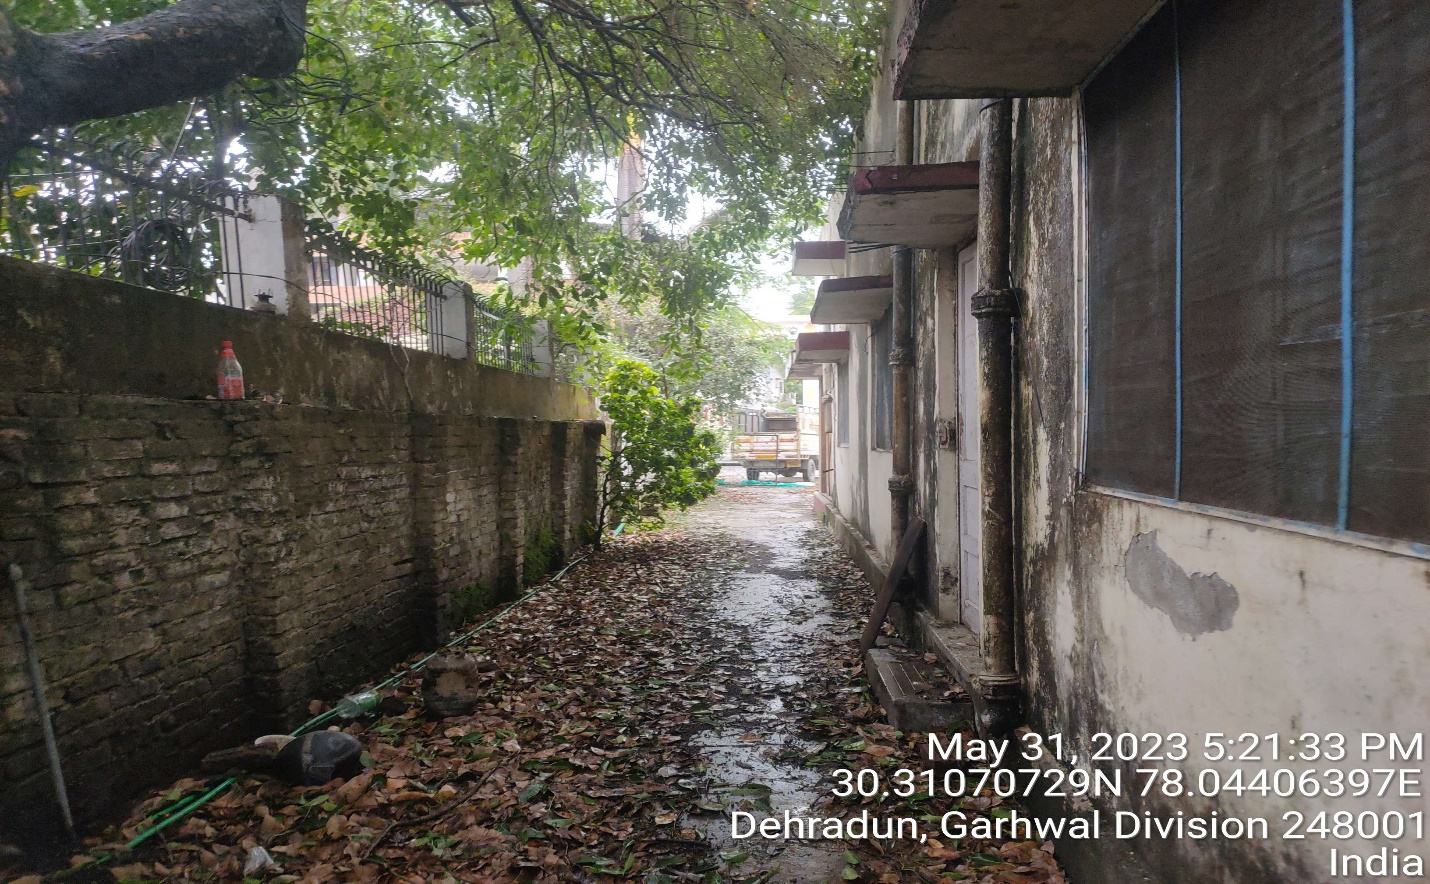 May 31, 2023 5:21:33 PM
30.31070729N 78.04406397E
Dehradun, Garhwal Division 248001
India